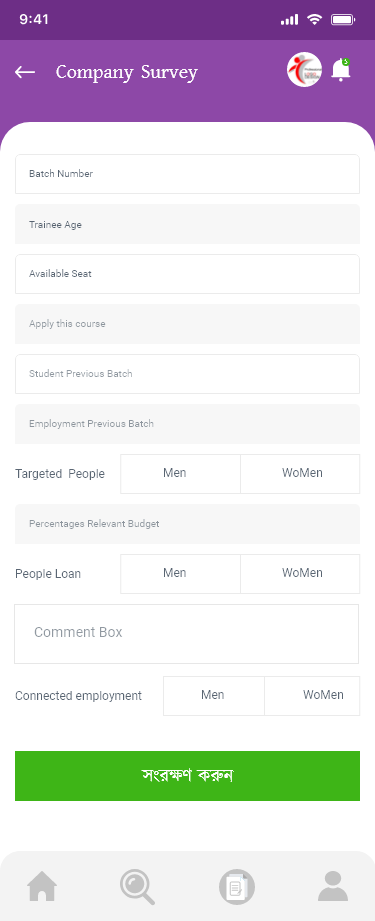 9:41
Company Survey
5
Batch Number
Trainee Age
Available Seat
Apply this course
Student Previous Batch
Employment Previous Batch
Targeted People Men WoMen
Percentages Relevant Budget
People Loan Men WoMen
Comment Box
Connected employment Men WoMen
সংরক্ষণ করুন